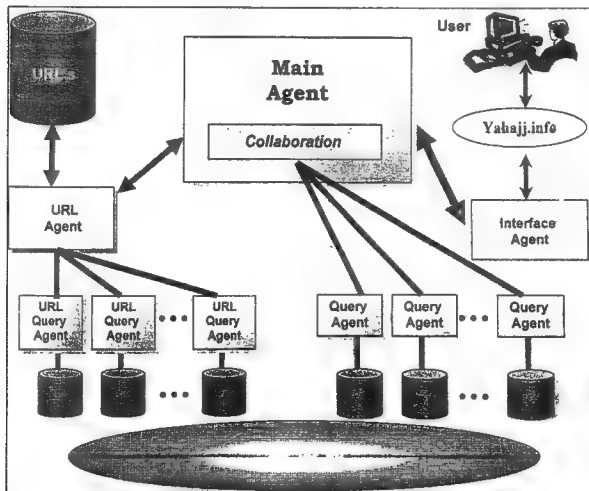 URLs
User
Main
Agent
Collaboration
Yahajj.info
URL
Agent
Interface
Agent
URL
Query
Agent
URL
Query
Agent
URL
Query
Agent
Query
Agent
Query
Agent
Query
Agent